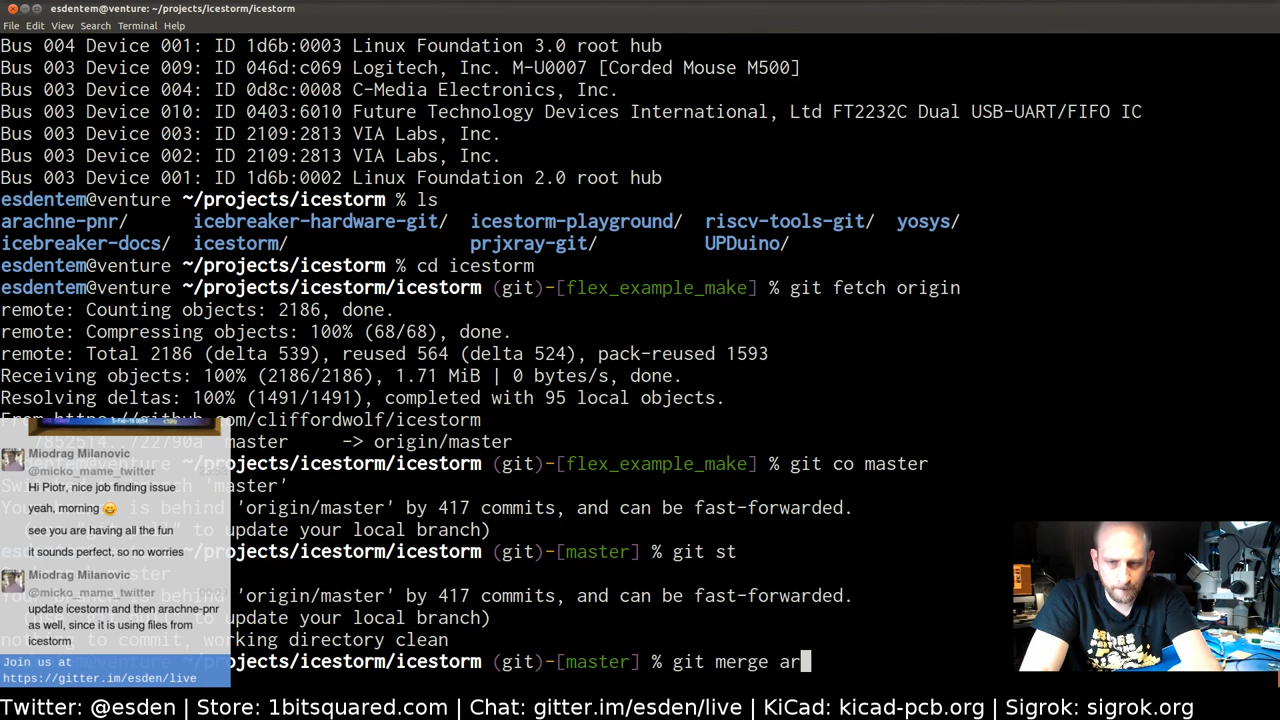 esdentem@venture: ~/projects/icestorm/icestorm
File Edit View Search Terminal Help
Bus 004 Device 001: ID 1d6b:0003 Linux Foundation 3.0 root hub
Bus 003 Device 009: ID 046d:c069 Logitech, Inc. M-U0007 [Corded Mouse M500]
Bus 003 Device 004: ID 0d8c:0008 C-Media Electronics, Inc.
Bus 003 Device 010: ID 0403:6010 Future Technology Devices International, Ltd FT2232C Dual USB-UART/FIFO IC
Bus 003 Device 003: ID 2109:2813 VIA Labs, Inc.
Bus 003 Device 002: ID 2109:2813 VIA Labs, Inc.
Bus 003 Device 001: ID 1d6b:0002 Linux Foundation 2.0 root hub
esdentem@venture ~/projects/icestorm % ls
arachne-pnr/ icebreaker-hardware-git/ icestorm-playground/ riscv-tools-git/ yosys/
icebreaker-docs/ icestorm/ prjxray-git/ UPDuino/
esdentem@venture ~/projects/icestorm % cd icestorm
esdentem@venture ~/projects/icestorm/icestorm (git)-[flex_example_make] % git fetch origin
remote: Counting objects: 2186, done.
remote: Compressing objects: 100% (68/68), done.
remote: Total 2186 (delta 539), reused 564 (delta 524), pack-reused 1593
Receiving objects: 100% (2186/2186), 1.71 MiB | 0 bytes/s, done.
Resolving deltas: 100% (1491/1491), completed with 95 local objects.
From https://github.com/cliffordwolf/icestorm
master -> origin/master
~/projects/icestorm/icestorm (git)-[flex_example_make] % git co master
'master'
'origin/master' by 417 commits, and can be fast-forwarded.
to update your local branch)
~/projects/icestorm/icestorm (git)-[master] % git st
'origin/master' by 417 commits, and can be fast-forwarded.
to update your local branch)
working directory clean
~/projects/icestorm/icestorm (git)-[master] % git merge ar
Miodrag Milanovic
@micko_mame_twitter
Hi Piotr, nice job finding issue
yeah, morning 😄
see you are having all the fun
it sounds perfect, so no worries
Miodrag Milanovic
@micko_mame_twitter
update icestorm and then arachne-pnr
as well, since it is using files from
icestorm
Join us at
https://gitter.im/esden/live
Twitter: @esden | Store: 1bitsquared.com | Chat: gitter.im/esden/live | KiCad: kicad-pcb.org | Sigrok: sigrok.org